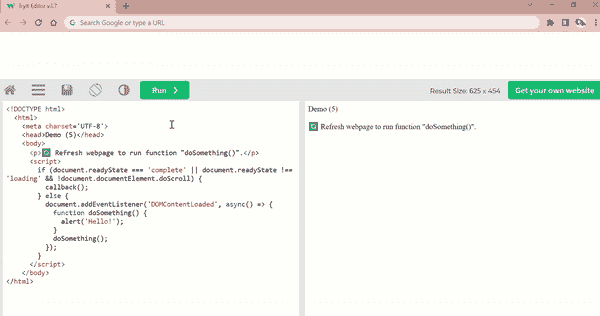 Tryit Editor v3.7
Search Google or type a URL
Run ❯
Result Size: 625 x 454
Get your own website
<!DOCTYPE html>
<html>
<meta charset='UTF-8'>
<head>Demo (5)</head>
<body>
<p> Refresh webpage to run function "doSomething()".</p>
<script>
if (document.readyState === 'complete' || document.readyState !==
'loading' && !document.documentElement.doScroll) {
callback();
} else {
document.addEventListener('DOMContentLoaded', async() => {
function doSomething() {
alert('Hello!');
}
doSomething();
});
}
</script>
</body>
</html>
Demo (5)
Refresh webpage to run function "doSomething()".